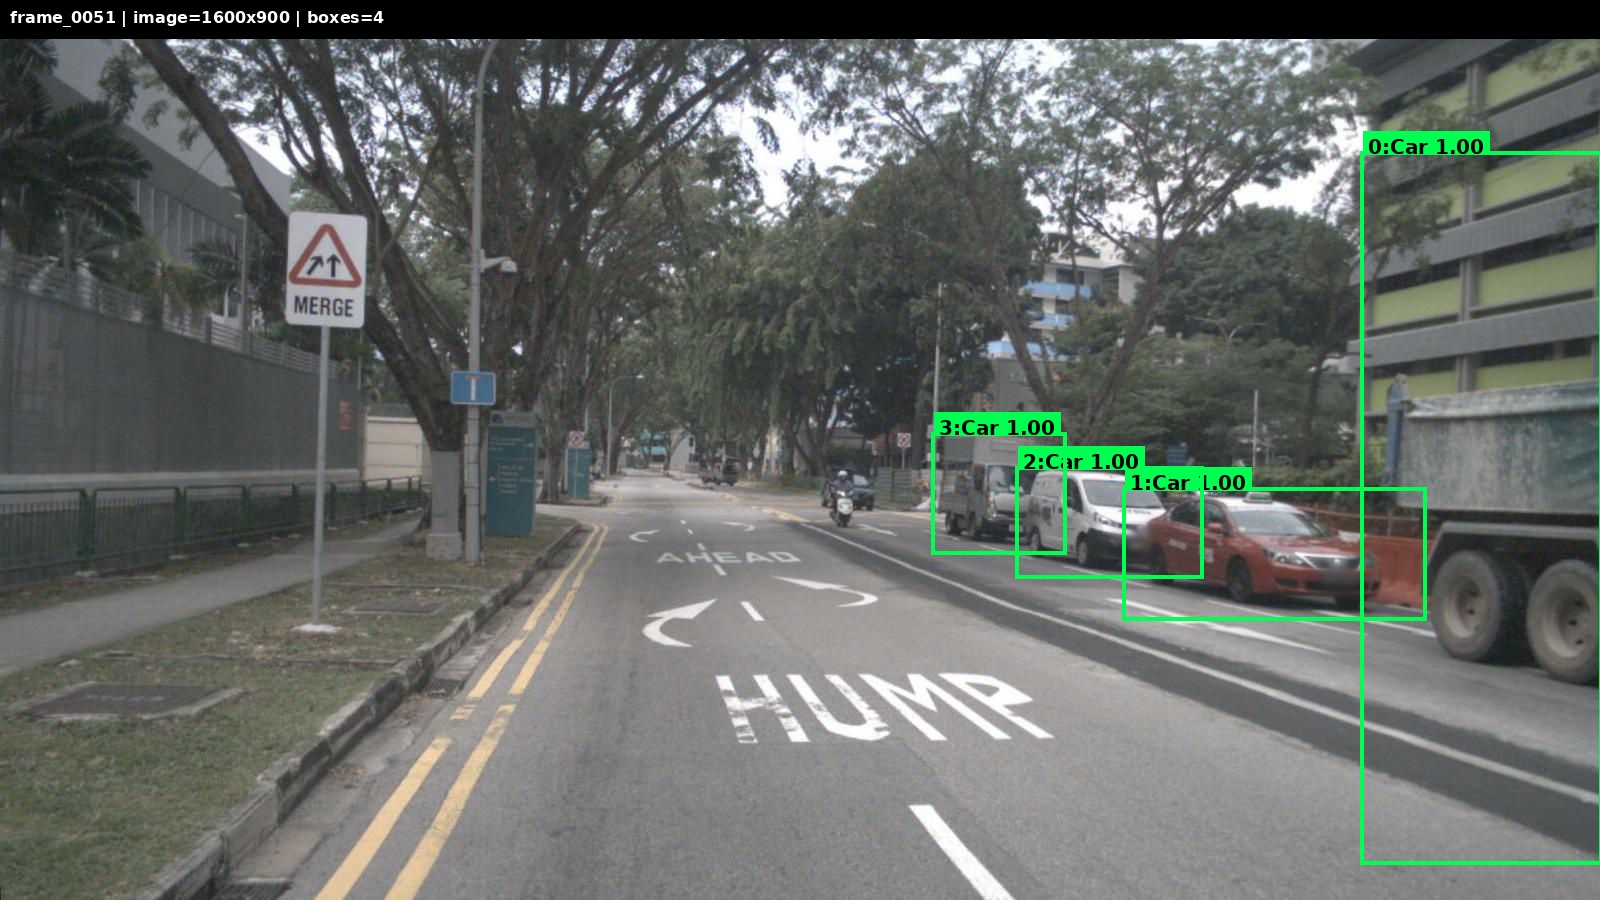 frame_0051 | image=1600x900 | boxes=4
0:Car 1.00
MERGE
3:Car 1.00
2:Car 1.00
1:Car 1.00
AHEAD
HUMP